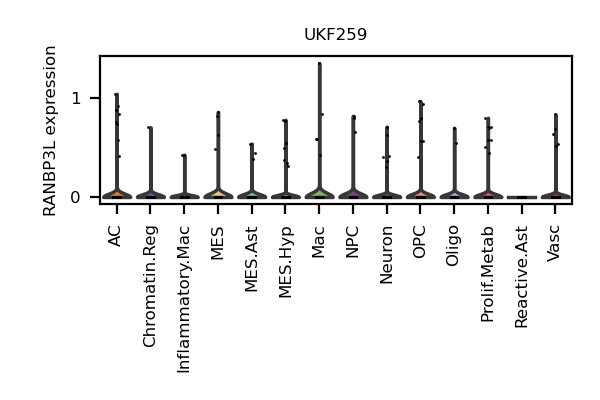 UKF259
RANBP3L expression
1
0
AC
Chromatin.Reg
Inflammatory.Mac
MES
MES.Ast
MES.Hyp
Mac
NPC
Neuron
OPC
Oligo
Prolif.Metab
Reactive.Ast
Vasc